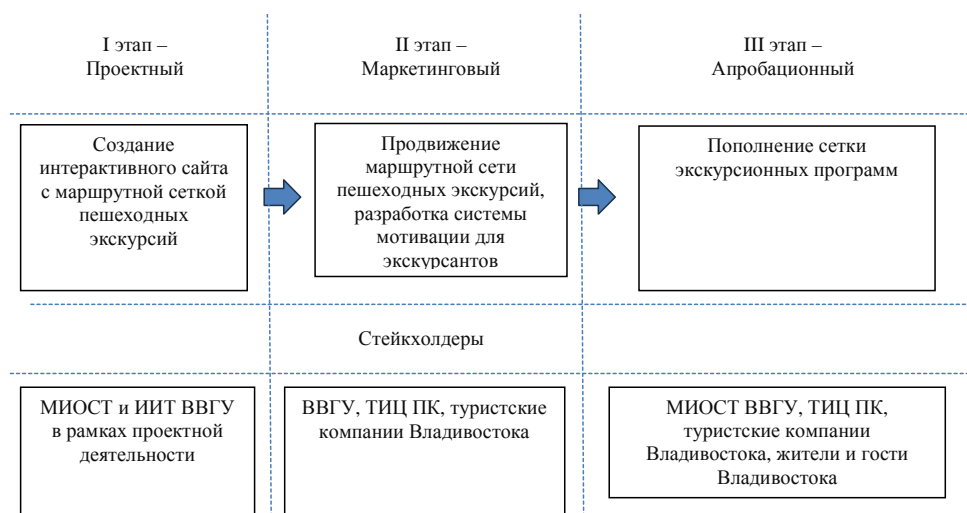 I этап –
Проектный
II этап –
Маркетинговый
III этап –
Апробационный
Создание
интерактивного сайта
с маршрутной сеткой
пешеходных
экскурсий
Продвижение
маршрутной сети
пешеходных экскурсий,
разработка системы
мотивации для
экскурсантов
Пополнение сетки
экскурсионных программ
Стейкхолдеры
МИОСТ и ИИТ ВВГУ
в рамках проектной
деятельности
ВВГУ, ТИЦ ПК, туристские
компании Владивостока
МИОСТ ВВГУ, ТИЦ ПК,
туристские компании
Владивостока, жители и гости
Владивостока